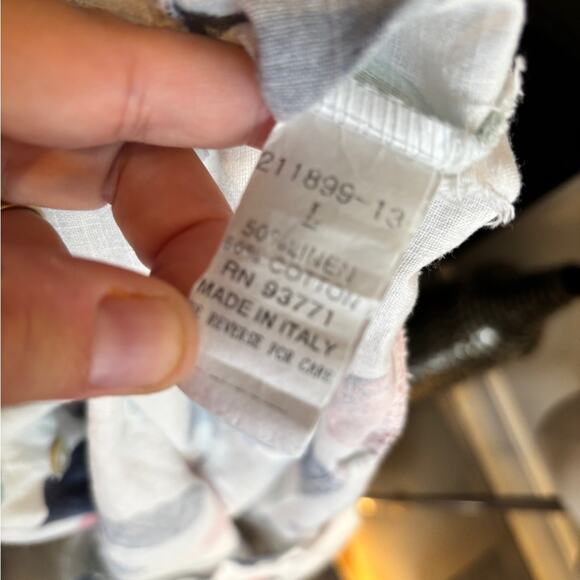 211899-13
L
50% LINEN
50% COTTON
RN 93771
MADE IN ITALY
REVERSE FOR CARE